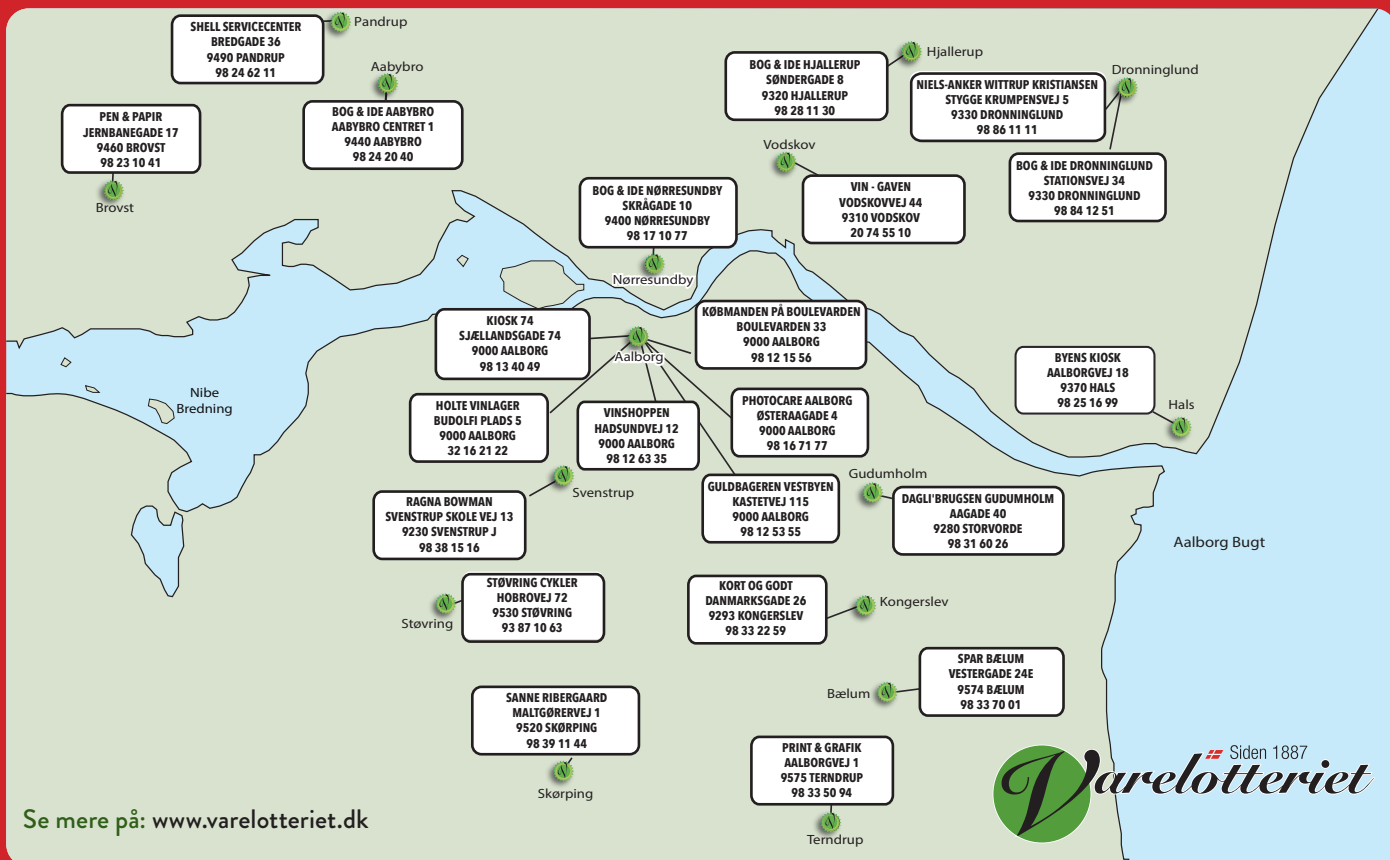 SHELL SERVICECENTER
BREDGADE 36
9490 PANDRUP
98 24 62 11
Pandrup
Aabybro
BOG & IDE AABYBRO
AABYBRO CENTRET 1
9440 AABYBRO
98 24 20 40
PEN & PAPIR
JERNBANEGADE 17
9460 BROVST
98 23 10 41
Brovst
BOG & IDE HJALLERUP
SØNDERGADE 8
9320 HJALLERUP
98 28 11 30
Hjallerup
Dronninglund
NIELS-ANKER WITTRUP KRISTIANSEN
STYGGE KRUMPENSVEJ 5
9330 DRONNINGLUND
98 86 11 11
BOG & IDE DRONNINGLUND
STATIONSVEJ 34
9330 DRONNINGLUND
98 84 12 51
Vodskov
VIN - GAVEN
VODSKOVVEJ 44
9310 VODSKOV
20 74 55 10
BOG & IDE NØRRESUNDBY
SKRÅGADE 10
9400 NØRRESUNDBY
98 17 10 77
Nørresundby
KIOSK 74
SJÆLLANDSGADE 74
9000 AALBORG
98 13 40 49
Aalborg
KØBMANDEN PÅ BOULEVARDEN
BOULEVARDEN 33
9000 AALBORG
98 12 15 56
BYENS KIOSK
AALBORGVEJ 18
9370 HALS
98 25 16 99
Hals
Nibe
Bredning
HOLTE VINLAGER
BUDOLFI PLADS 5
9000 AALBORG
32 16 21 22
VINSHOPPEN
HADSUNDVEJ 12
9000 AALBORG
98 12 63 35
PHOTOCARE AALBORG
ØSTERAAGADE 4
9000 AALBORG
98 16 71 77
GULDBAGEREN VESTBYEN
KASTETVEJ 115
9000 AALBORG
98 12 53 55
Svenstrup
RAGNA BOWMAN
SVENSTRUP SKOLE VEJ 13
9230 SVENSTRUP J
98 38 15 16
Gudumholm
DAGLI'BRUGSEN GUDUMHOLM
AAGADE 40
9280 STORVORDE
98 31 60 26
Aalborg Bugt
STØVRING CYKLER
HOBROVEJ 72
9530 STØVRING
93 87 10 63
Støvring
KORT OG GODT
DANMARKSGADE 26
9293 KONGERSLEV
98 33 22 59
Kongerslev
SPAR BÆLUM
VESTERGADE 24E
9574 BÆLUM
98 33 70 01
Bælum
SANNE RIBERGAARD
MALTGØRERVEJ 1
9520 SKØRPING
98 39 11 44
Skørping
PRINT & GRAFIK
AALBORGVEJ 1
9575 TERNDRUP
98 33 50 94
Terndrup
Siden 1887
Varelotteriet
Se mere på: www.varelotteriet.dk